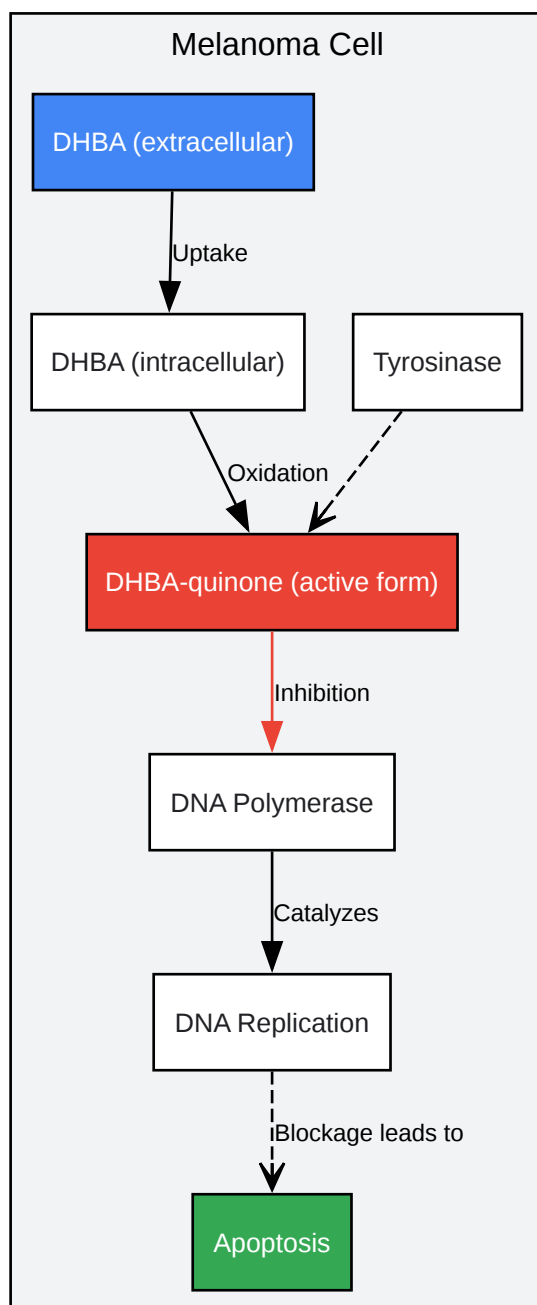 Melanoma Cell
DHBA (extracellular)
Uptake
DHBA (intracellular)
Tyrosinase
Oxidation
DHBA-quinone (active form)
Inhibition
DNA Polymerase
Catalyzes
DNA Replication
Blockage leads to
Apoptosis